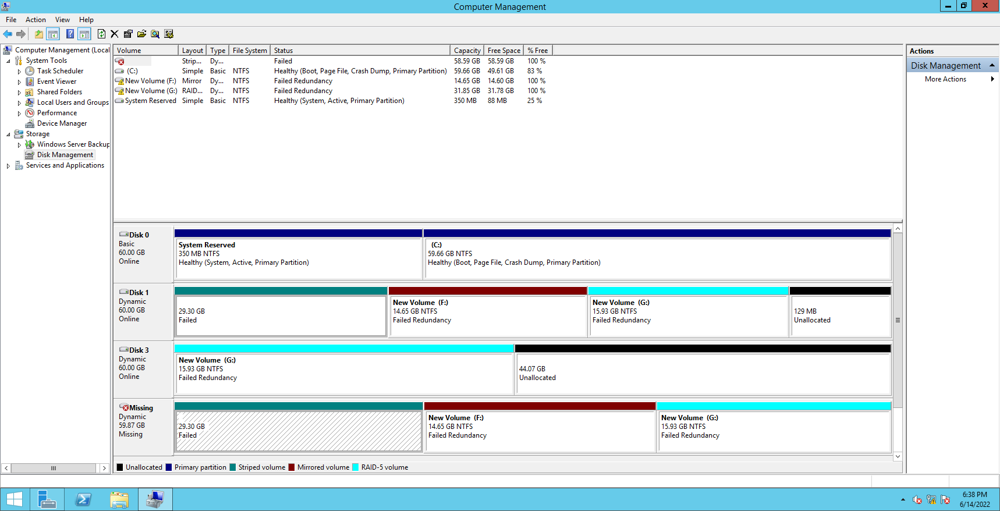 Computer Management
File Action View Help
Computer Management (Local
System Tools
Task Scheduler
Event Viewer
Shared Folders
Local Users and Groups
Performance
Device Manager
Storage
Windows Server Backup
Disk Management
Services and Applications
Volume Layout Type File System Status Capacity Free Space % Free
Strip... Dy... Failed 58.59 GB 58.59 GB 100 %
(C:) Simple Basic NTFS Healthy (Boot, Page File, Crash Dump, Primary Partition) 59.66 GB 49.61 GB 83 %
New Volume (F:) Mirror Dy... NTFS Failed Redundancy 14.65 GB 14.60 GB 100 %
New Volume (G:) RAID... Dy... NTFS Failed Redundancy 31.85 GB 31.78 GB 100 %
System Reserved Simple Basic NTFS Healthy (System, Active, Primary Partition) 350 MB 88 MB 25 %
Disk 0
Basic
60.00 GB
Online
System Reserved
350 MB NTFS
Healthy (System, Active, Primary Partition)
(C:)
59.66 GB NTFS
Healthy (Boot, Page File, Crash Dump, Primary Partition)
Disk 1
Dynamic
60.00 GB
Online
29.30 GB
Failed
New Volume (F:)
14.65 GB NTFS
Failed Redundancy
New Volume (G:)
15.93 GB NTFS
Failed Redundancy
129 MB
Unallocated
Disk 3
Dynamic
60.00 GB
Online
New Volume (G:)
15.93 GB NTFS
Failed Redundancy
44.07 GB
Unallocated
Missing
Dynamic
59.87 GB
Missing
29.30 GB
Failed
New Volume (F:)
14.65 GB NTFS
Failed Redundancy
New Volume (G:)
15.93 GB NTFS
Failed Redundancy
Unallocated Primary partition Striped volume Mirrored volume RAID-5 volume
Actions
Disk Management
More Actions
6:38 PM
6/14/2022